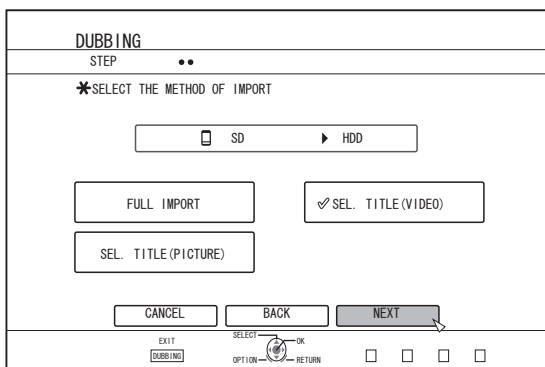 DUBBING
STEP
*SELECT THE METHOD OF IMPORT
SD ▶ HDD
FULL IMPORT
✓SEL. TITLE(VIDEO)
SEL. TITLE(PICTURE)
CANCEL
BACK
NEXT
EXIT
DUBBING
SELECT
OK
OPTION
RETURN